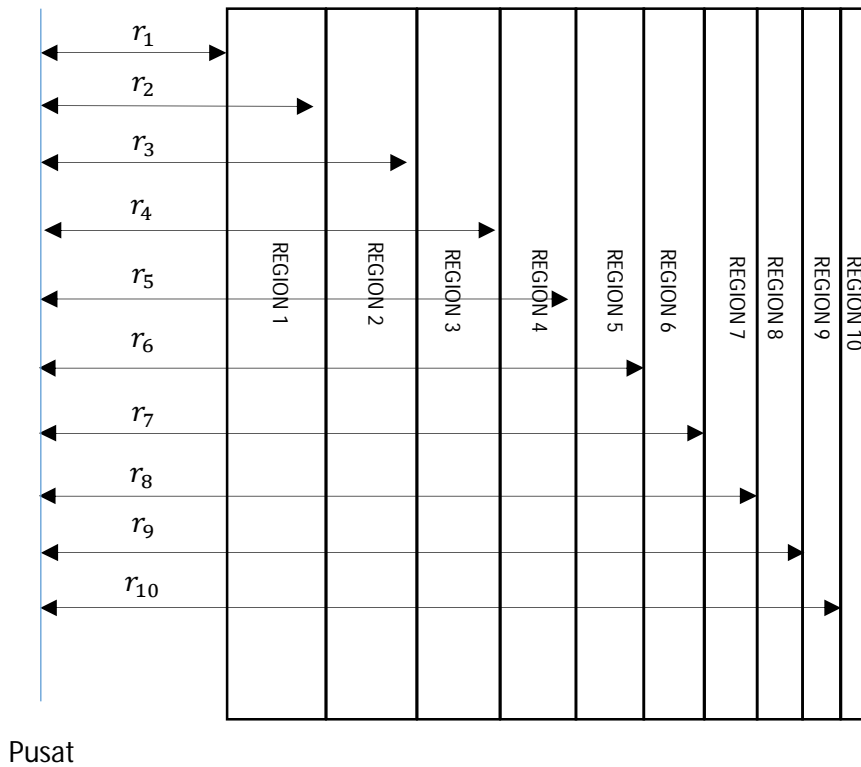 r₁
r₂
r₃
r₄
r₅
r₆
r₇
r₈
r₉
r₁₀
REGION 1
REGION 2
REGION 3
REGION 4
REGION 5
REGION 6
REGION 7
REGION 8
REGION 9
REGION 10
Pusat